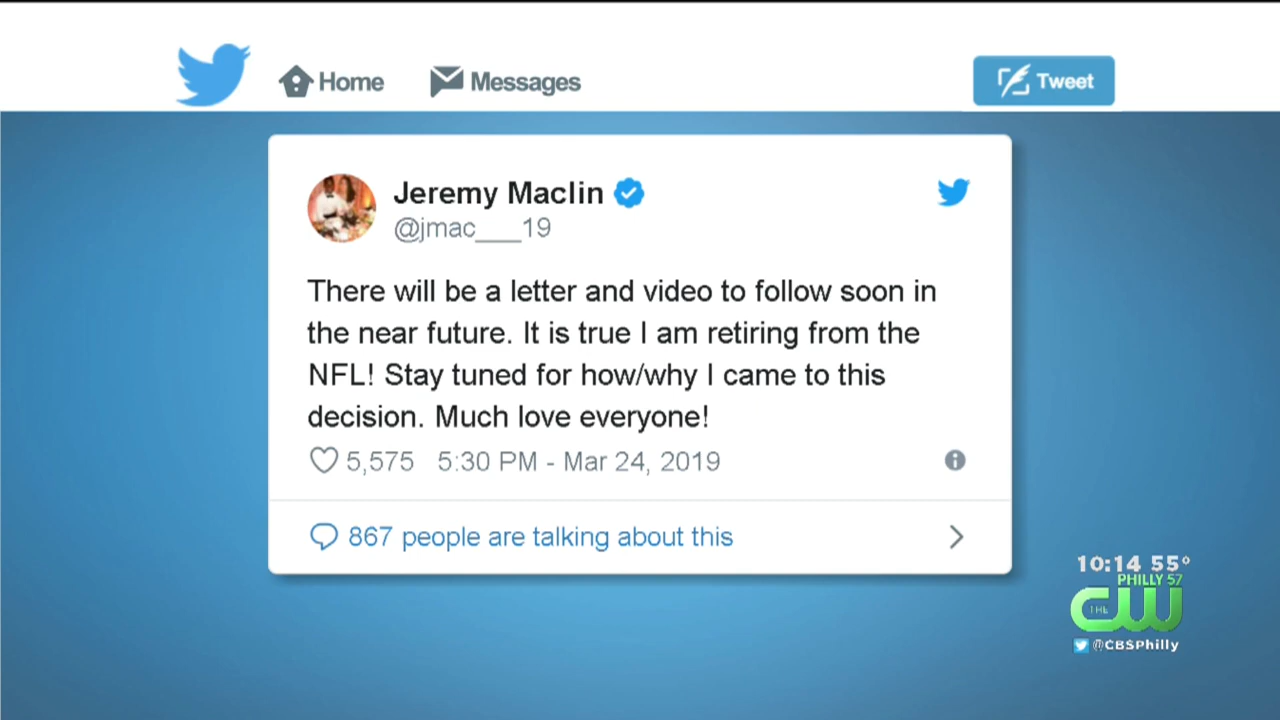 Home
Messages
Tweet
Jeremy Maclin
@jmac___19
There will be a letter and video to follow soon in
the near future. It is true I am retiring from the
NFL! Stay tuned for how/why I came to this
decision. Much love everyone!
5,575 5:30 PM - Mar 24, 2019
867 people are talking about this
10:14 55°
PHILLY 57
THE CW
@CBSPhilly